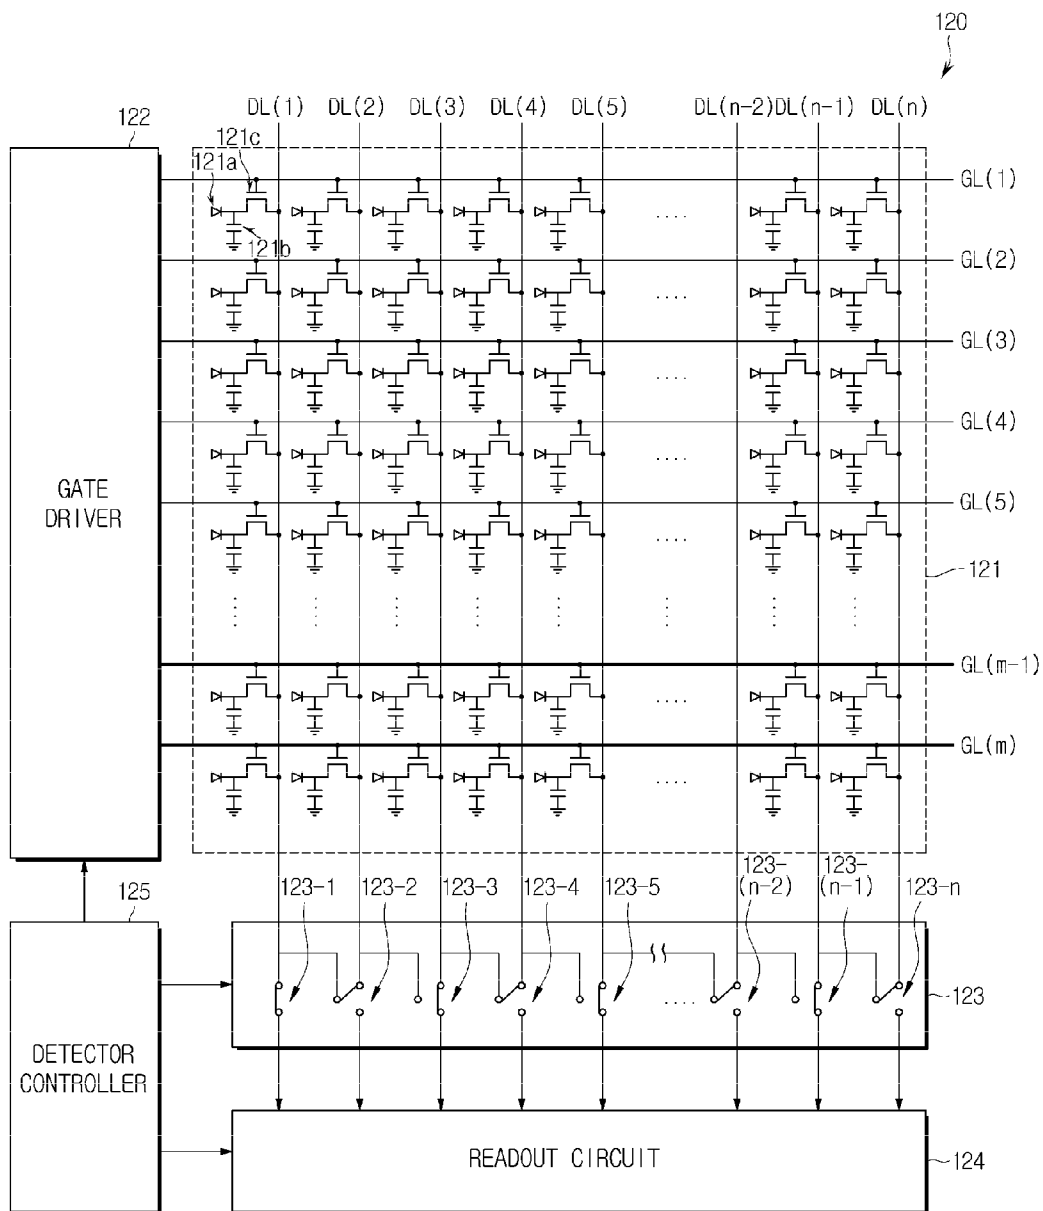 120
DL(1) DL(2) DL(3) DL(4) DL(5) DL(n-2) DL(n-1) DL(n)
122
121c
121a
GL(1)
121b
GL(2)
GL(3)
GL(4)
GATE
DRIVER
GL(5)
121
GL(m-1)
GL(m)
125
123-1 123-2 123-3 123-4 123-5 123-(n-2) 123-(n-1) 123-n
123
DETECTOR
CONTROLLER
READOUT CIRCUIT
124